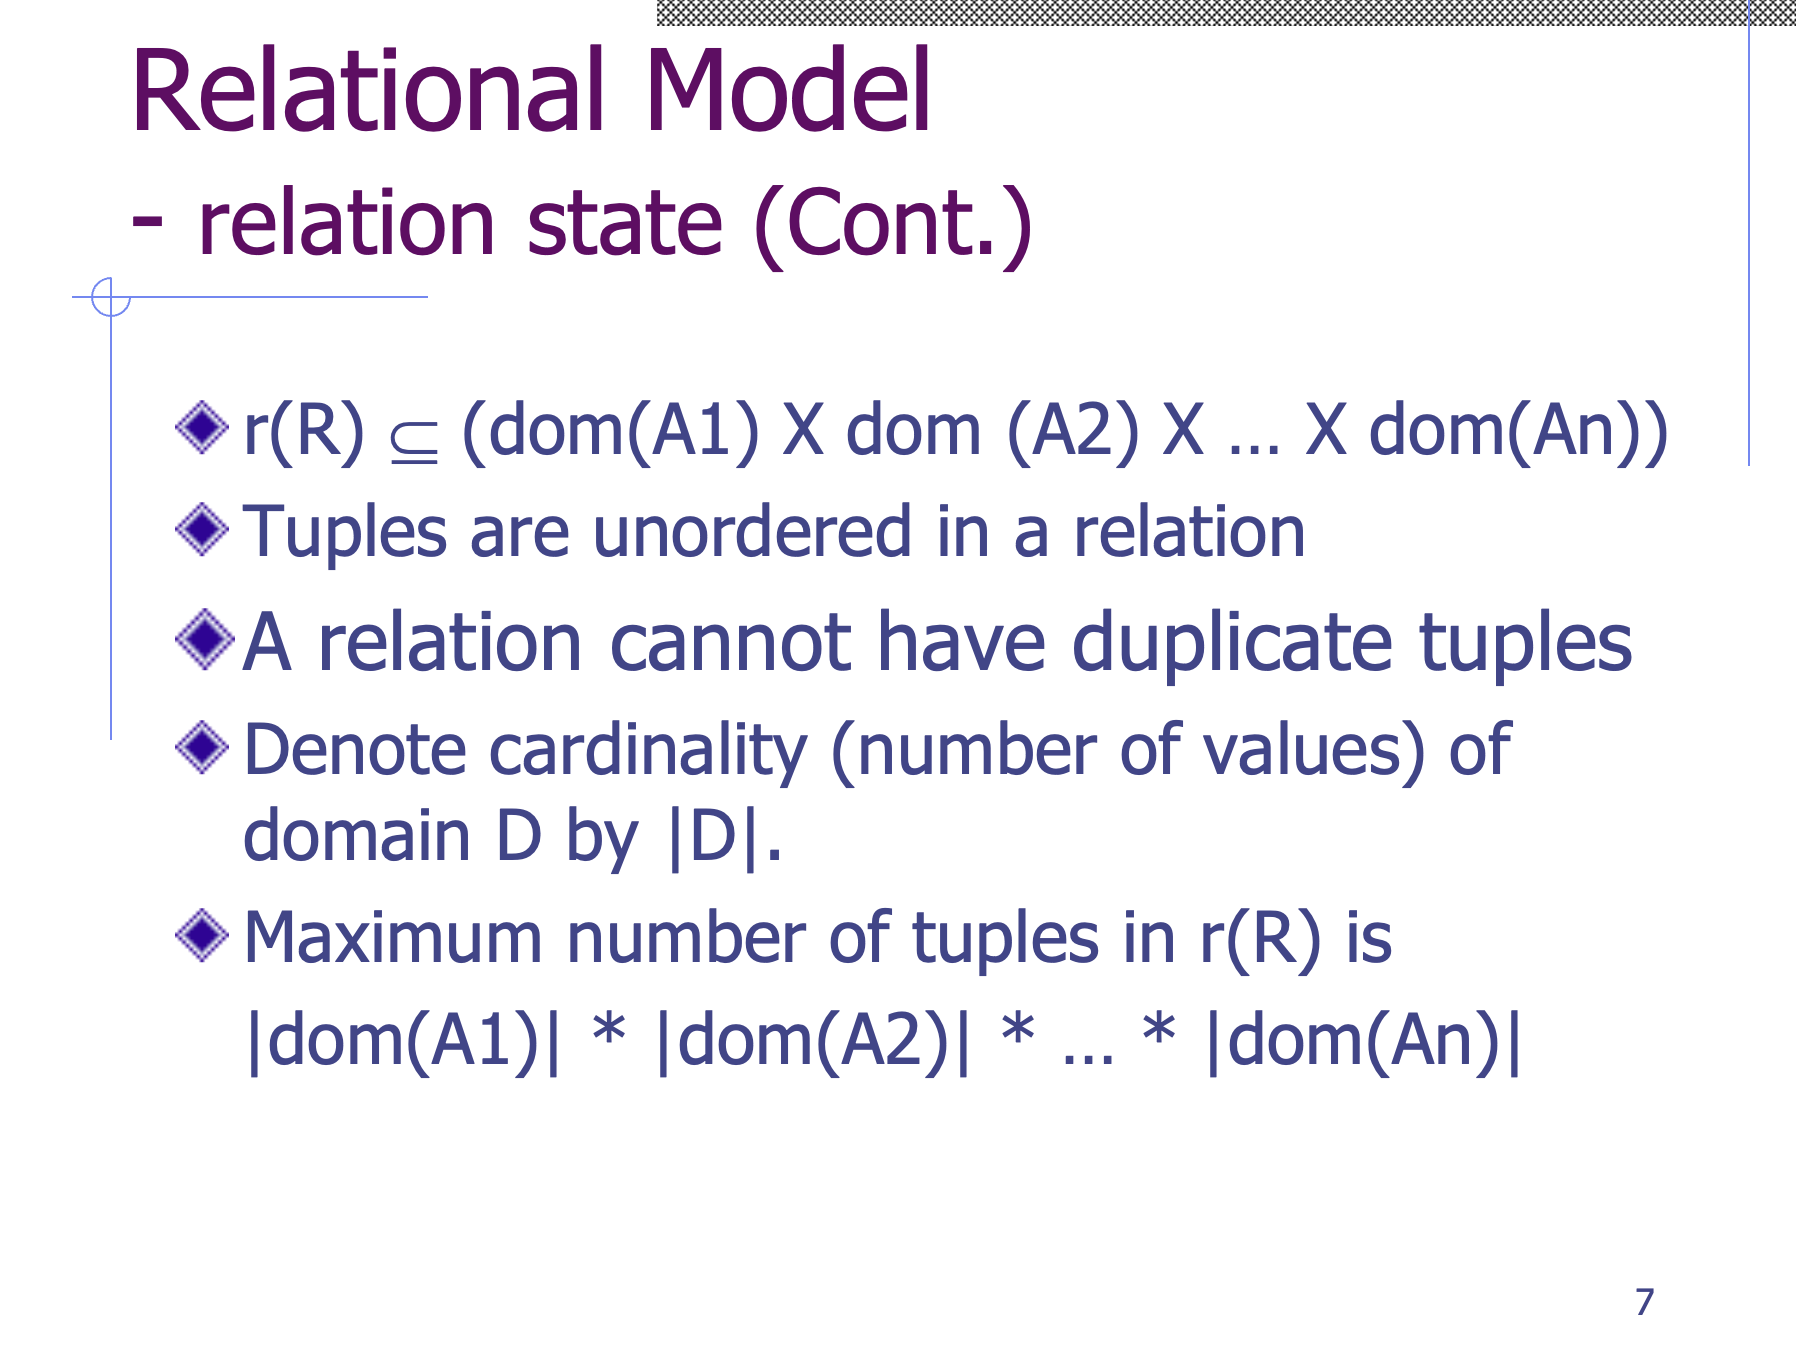 Relational Model
- relation state (Cont.)
r(R) ⊆ (dom(A1) X dom (A2) X … X dom(An))
Tuples are unordered in a relation
A relation cannot have duplicate tuples
Denote cardinality (number of values) of
domain D by |D|.
Maximum number of tuples in r(R) is
|dom(A1)| * |dom(A2)| * … * |dom(An)|
7